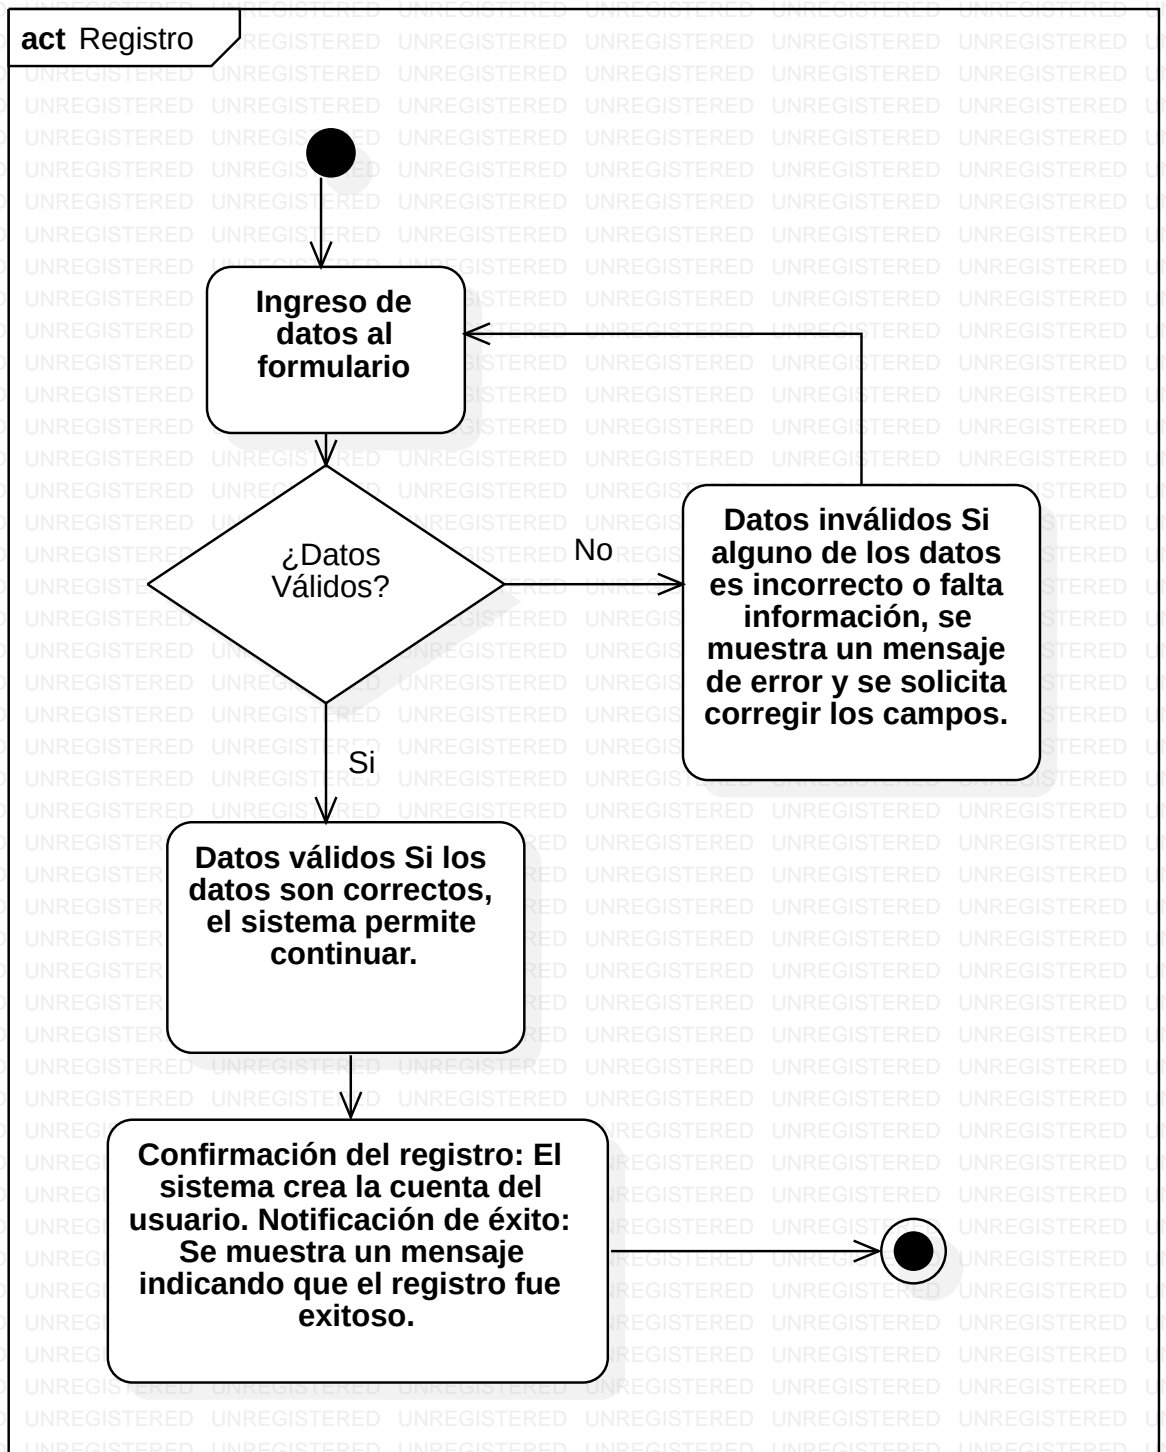 act Registro
Ingreso de
datos al
formulario
¿Datos
Válidos?
No
Datos inválidos Si
alguno de los datos
es incorrecto o falta
información, se
muestra un mensaje
de error y se solicita
corregir los campos.
Si
Datos válidos Si los
datos son correctos,
el sistema permite
continuar.
Confirmación del registro: El
sistema crea la cuenta del
usuario. Notificación de éxito:
Se muestra un mensaje
indicando que el registro fue
exitoso.
UNREGISTERED